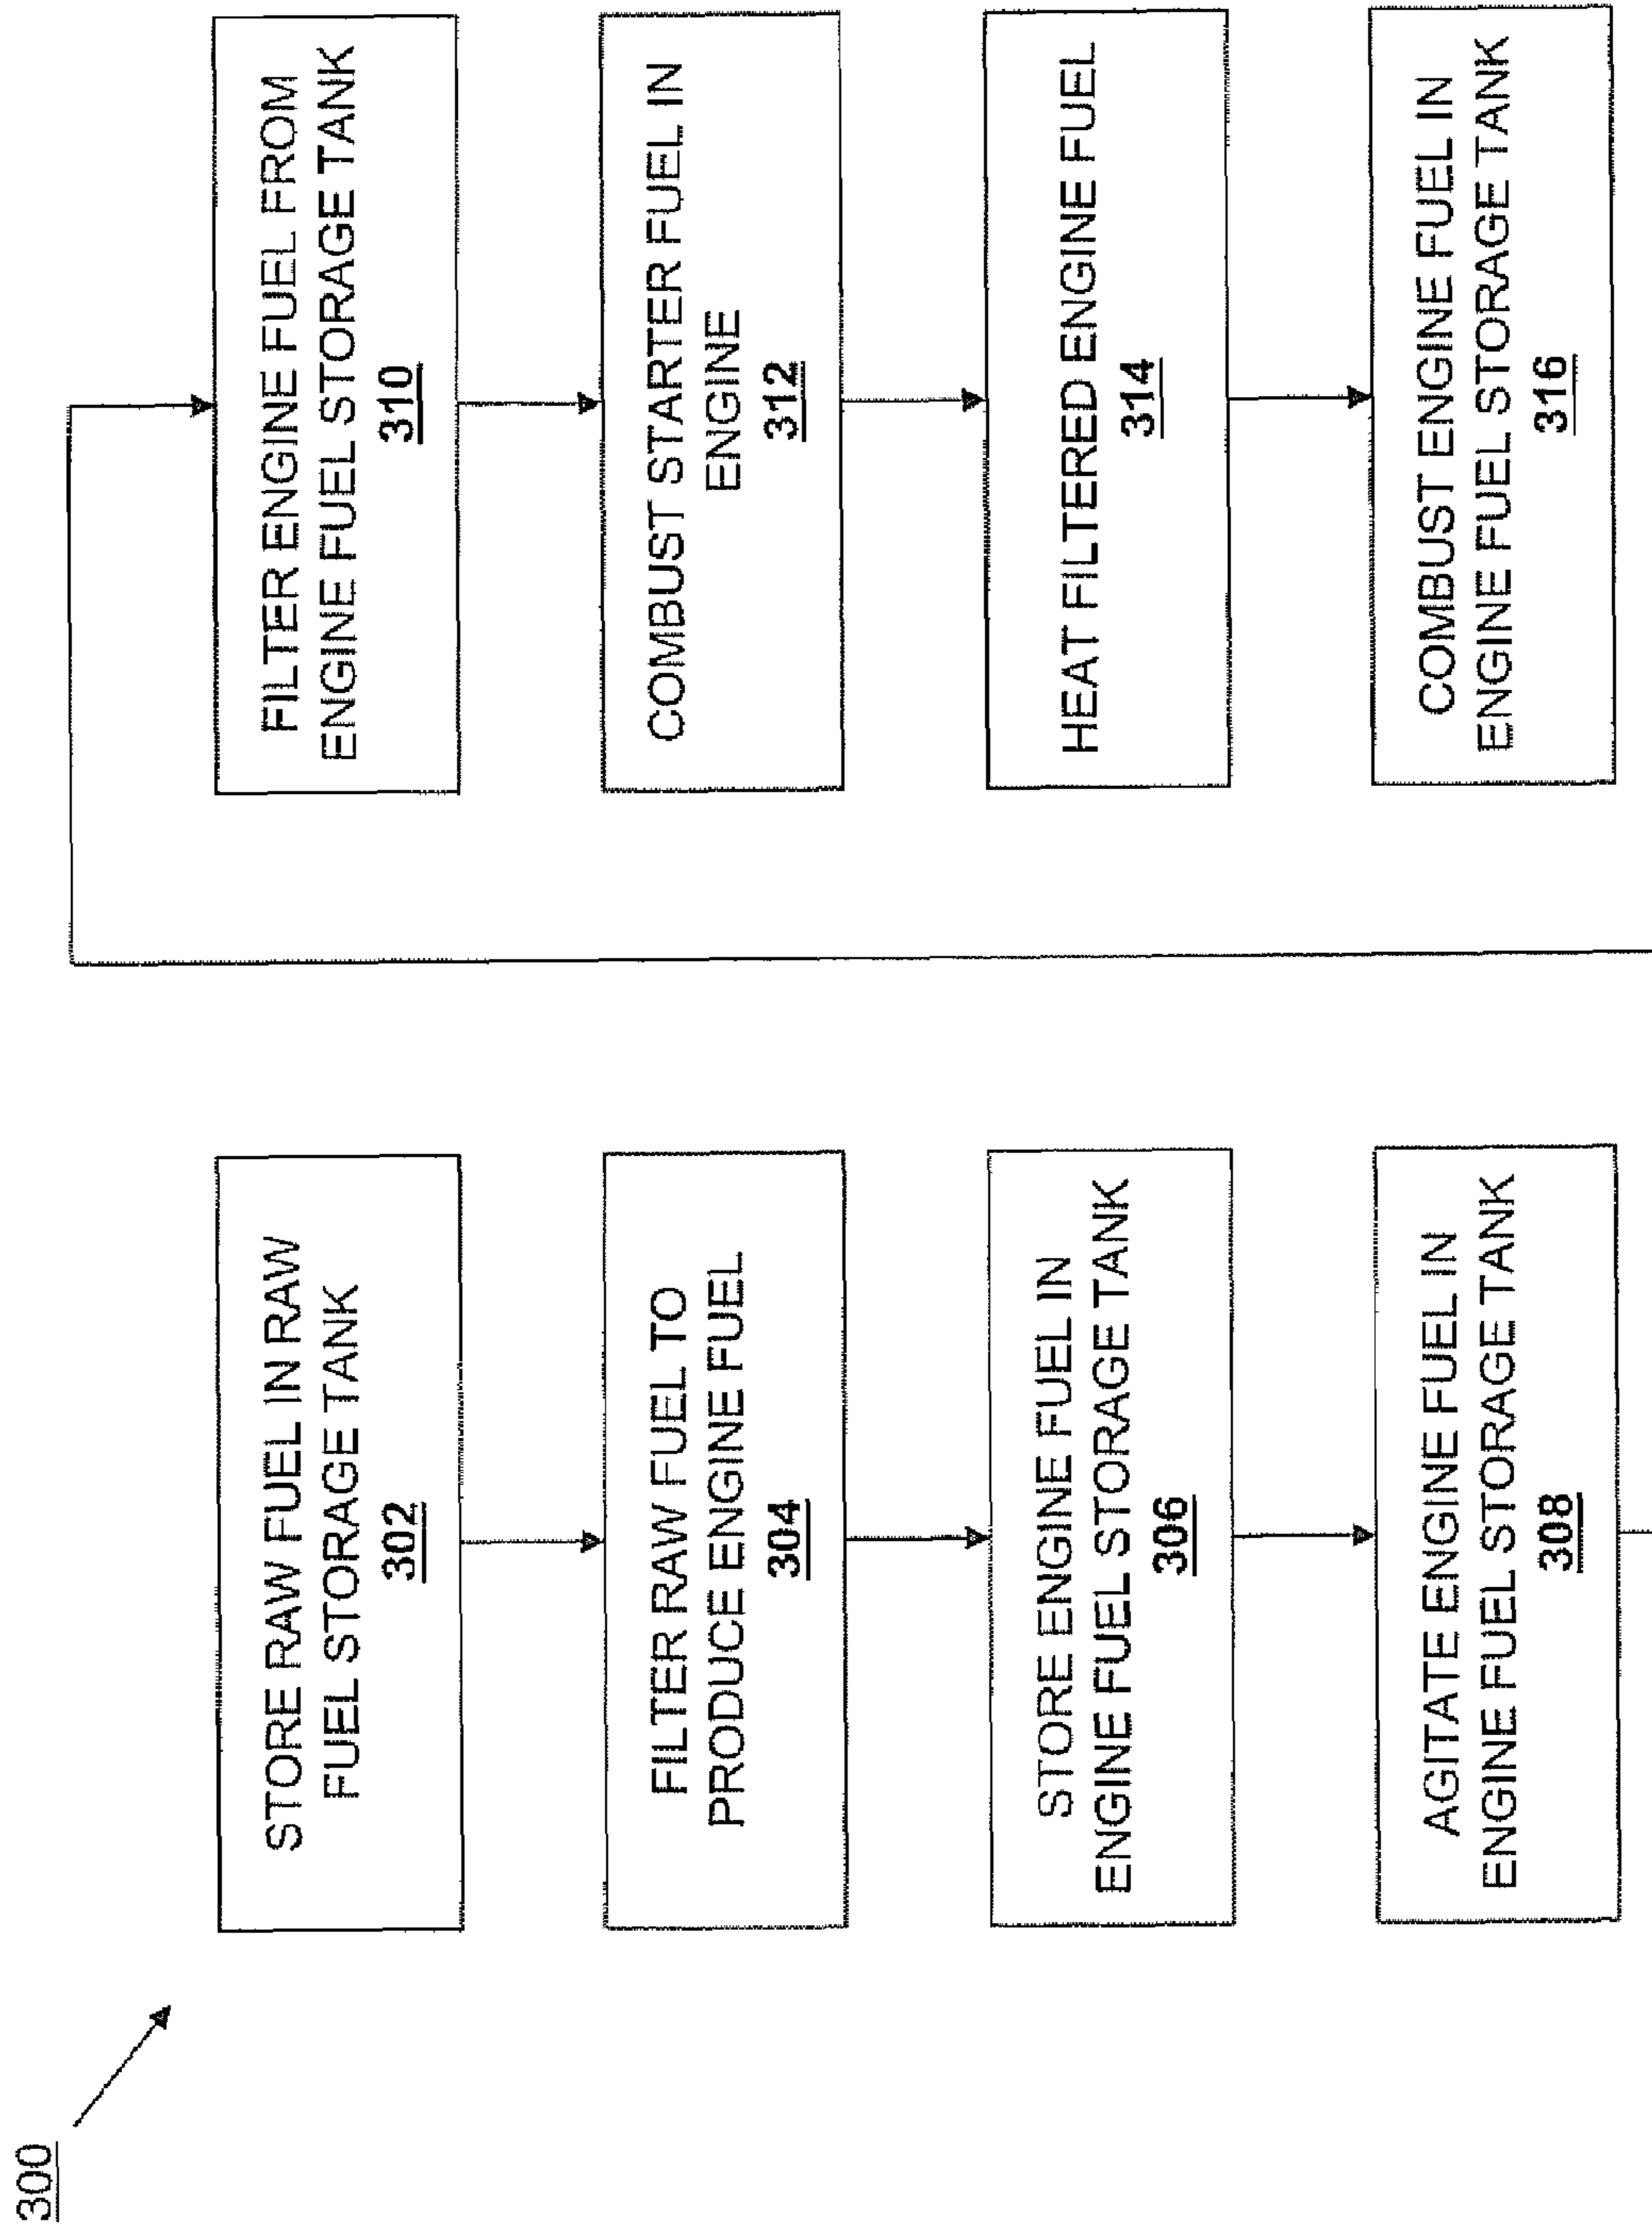 300
STORE RAW FUEL IN RAW
FUEL STORAGE TANK
302
FILTER RAW FUEL TO
PRODUCE ENGINE FUEL
304
STORE ENGINE FUEL IN
ENGINE FUEL STORAGE TANK
306
AGITATE ENGINE FUEL IN
ENGINE FUEL STORAGE TANK
308
FILTER ENGINE FUEL FROM
ENGINE FUEL STORAGE TANK
310
COMBUST STARTER FUEL IN
ENGINE
312
HEAT FILTERED ENGINE FUEL
314
COMBUST ENGINE FUEL IN
ENGINE FUEL STORAGE TANK
316